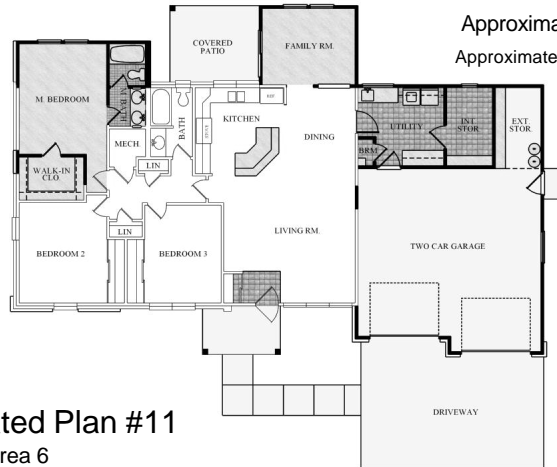 Approxima
Approximate
COVERED
PATIO
FAMILY RM.
M. BEDROOM
M. BATH
KITCHEN
REF
DINING
UTILITY
INT.
STOR
EXT.
STOR
MECH.
BATH
BRM
LIN
WALK-IN
CLO.
LIN
BEDROOM 2
BEDROOM 3
LIVING RM.
TWO CAR GARAGE
DRIVEWAY
ted Plan #11
rea 6